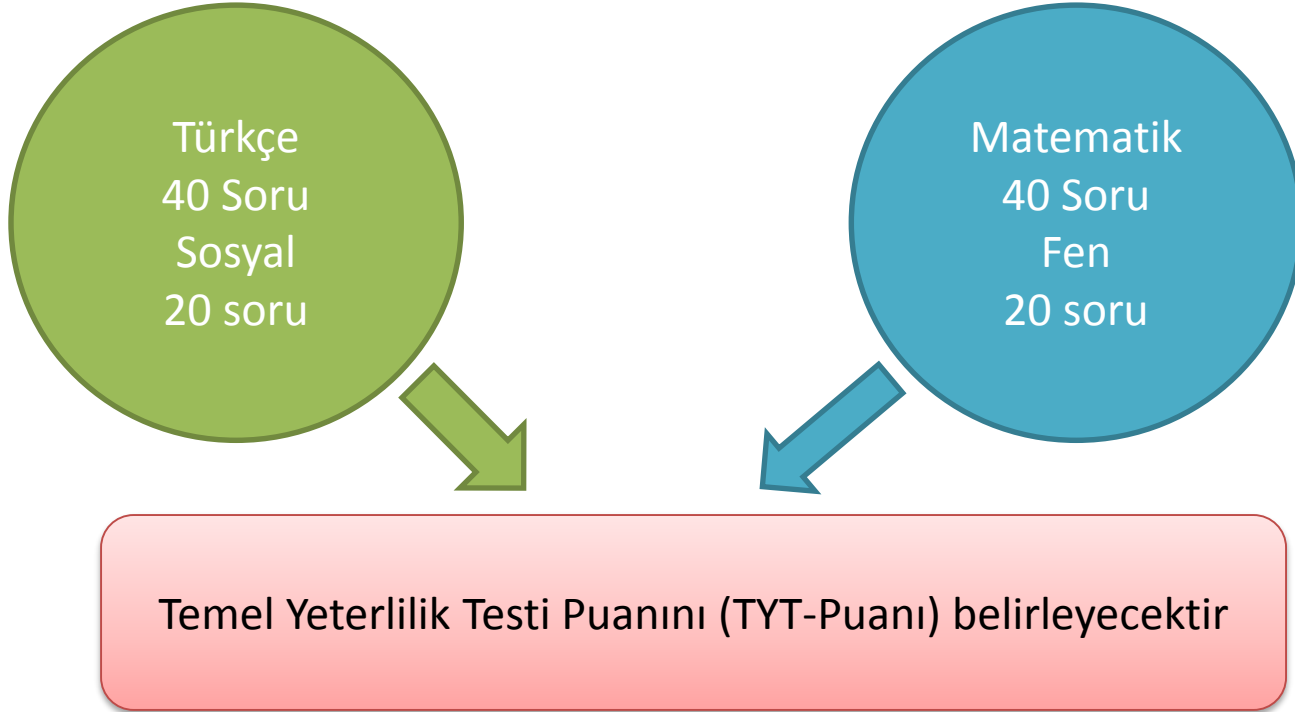 Türkçe
40 Soru
Sosyal
20 soru
Matematik
40 Soru
Fen
20 soru
Temel Yeterlilik Testi Puanını (TYT-Puanı) belirleyecektir